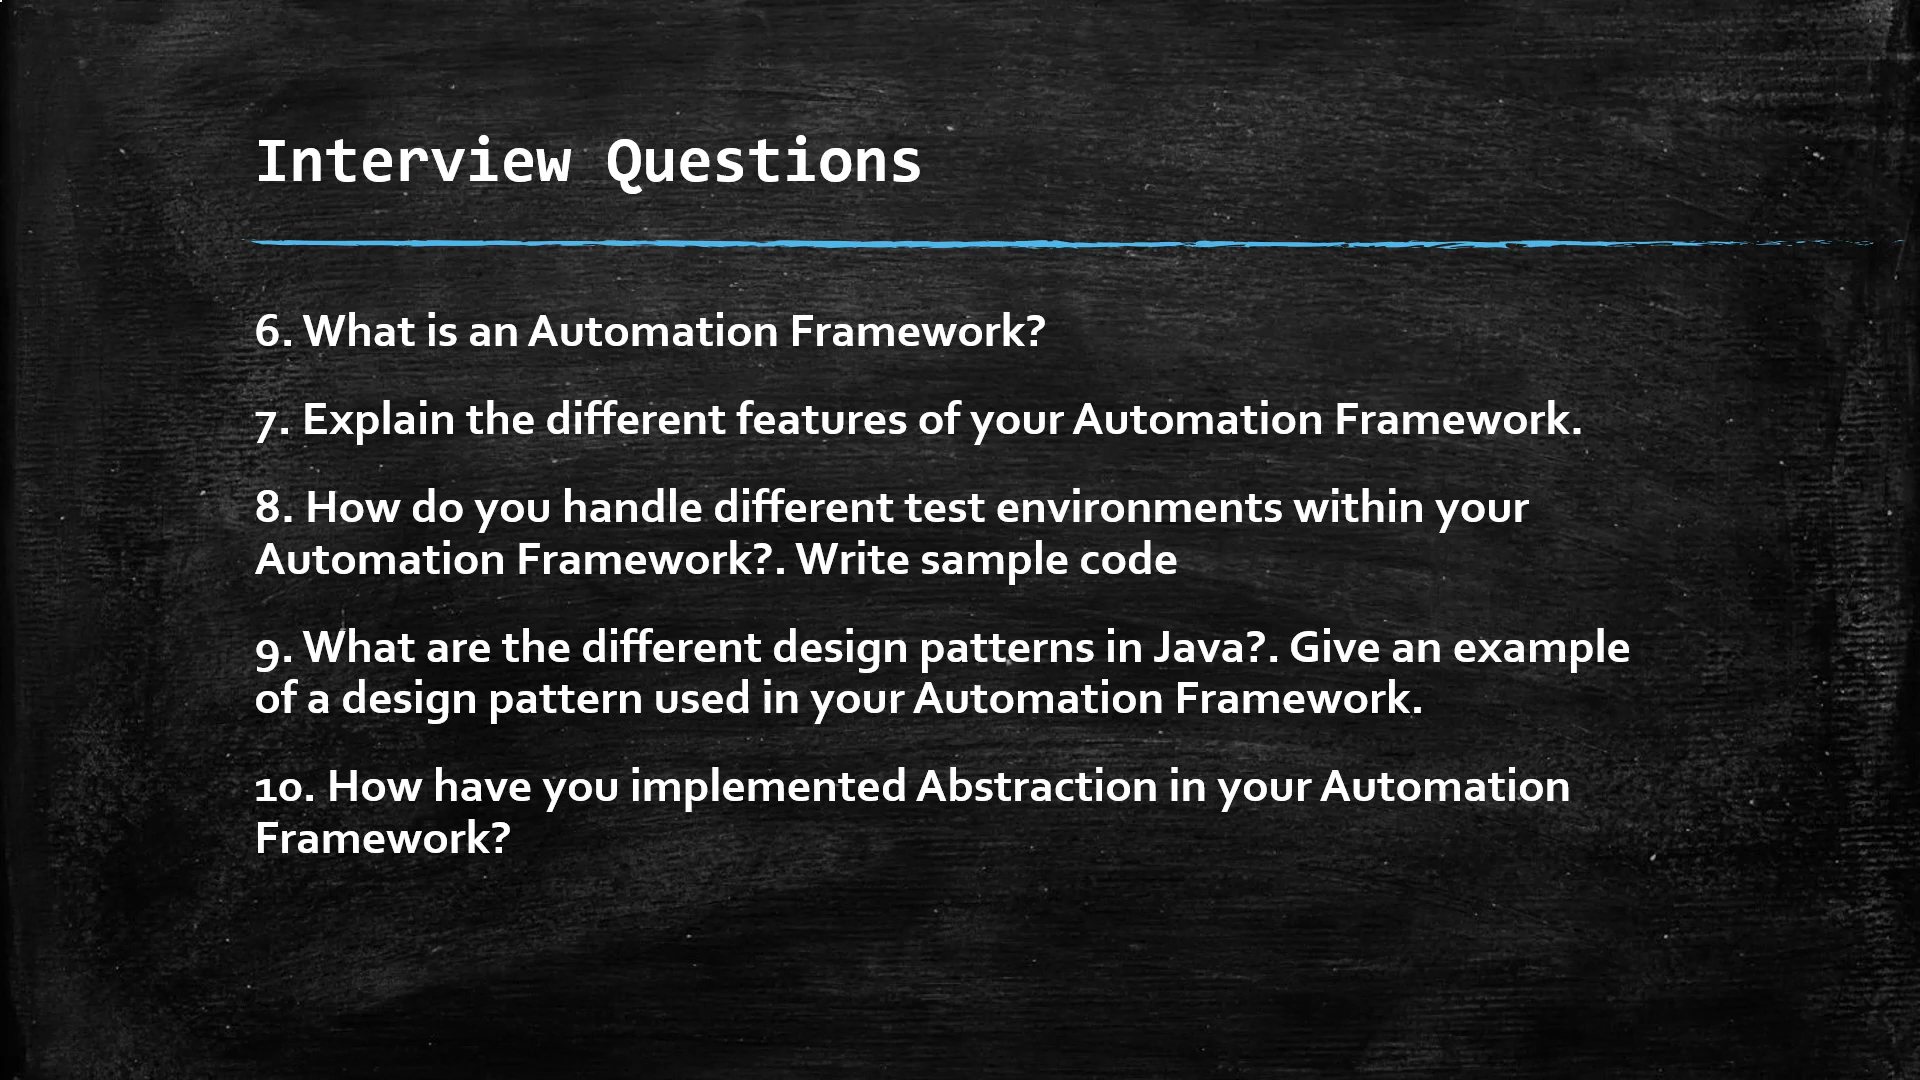 Interview Questions
6. What is an Automation Framework?
7. Explain the different features of your Automation Framework.
8. How do you handle different test environments within your
Automation Framework?. Write sample code
9. What are the different design patterns in Java?. Give an example
of a design pattern used in your Automation Framework.
10. How have you implemented Abstraction in your Automation
Framework?